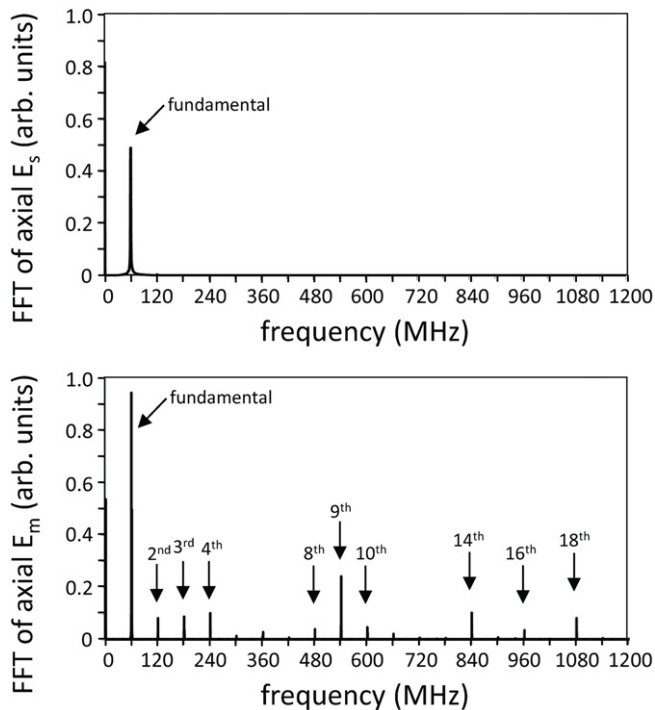 FFT of axial E_s (arb. units)
1.0
0.8
0.6
0.4
0.2
0
fundamental
0 120 240 360 480 600 720 840 960 1080 1200
frequency (MHz)
FFT of axial E_m (arb. units)
1.0
0.8
0.6
0.4
0.2
0
fundamental
9th
2nd 3rd 4th 8th 10th 14th 16th 18th
0 120 240 360 480 600 720 840 960 1080 1200
frequency (MHz)